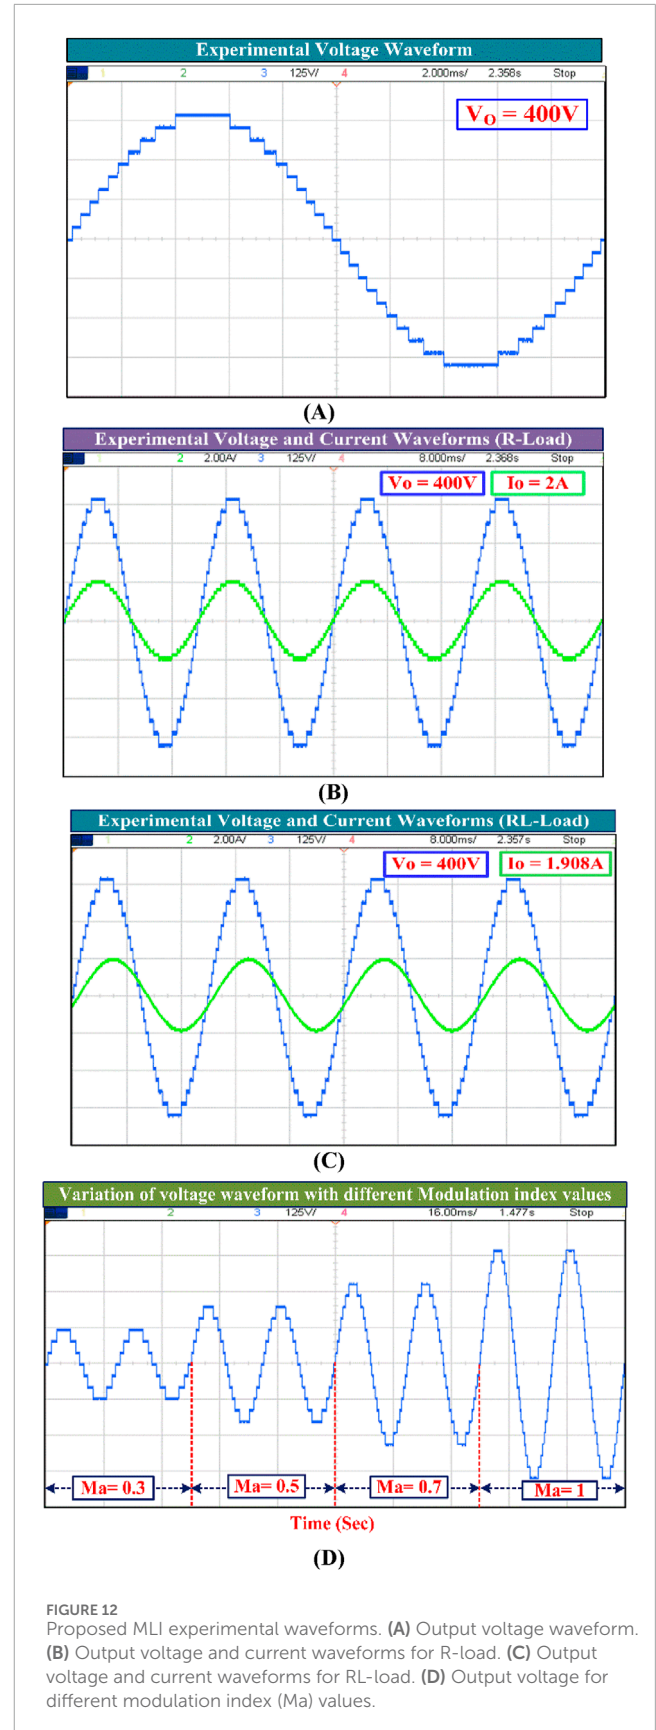 Experimental Voltage Waveform
1 2 3 125V/ 4 2.000ms/ 2.358s Stop
V_O = 400V
(A)
Experimental Voltage and Current Waveforms (R-Load)
2 2.00A/ 3 125V/ 4 8.000ms/ 2.368s Stop
Vo = 400V Io = 2A
(B)
Experimental Voltage and Current Waveforms (RL-Load)
1 2 2.00A/ 3 125V/ 4 8.000ms/ 2.357s Stop
Vo = 400V Io = 1.908A
(C)
Variation of voltage waveform with different Modulation index values
2 3 125V/ 4 16.00ms/ 1.477s Stop
Ma= 0.3 Ma= 0.5 Ma= 0.7 Ma= 1
Time (Sec)
(D)
FIGURE 12
Proposed MLI experimental waveforms. (A) Output voltage waveform.
(B) Output voltage and current waveforms for R-load. (C) Output
voltage and current waveforms for RL-load. (D) Output voltage for
different modulation index (Ma) values.